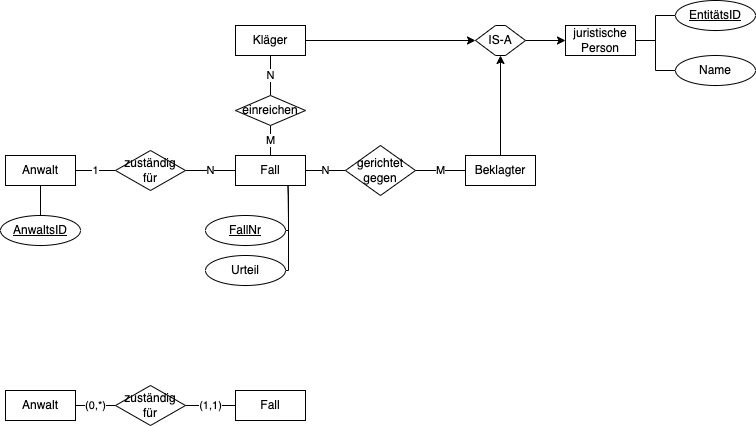 EntitätsID
Kläger
IS-A
juristische
Person
N
Name
einreichen
M
Anwalt
1
zuständig
für
N
Fall
N
gerichtet
gegen
M
Beklagter
AnwaltsID
FallNr
Urteil
Anwalt
(0,*)
zuständig
für
(1,1)
Fall